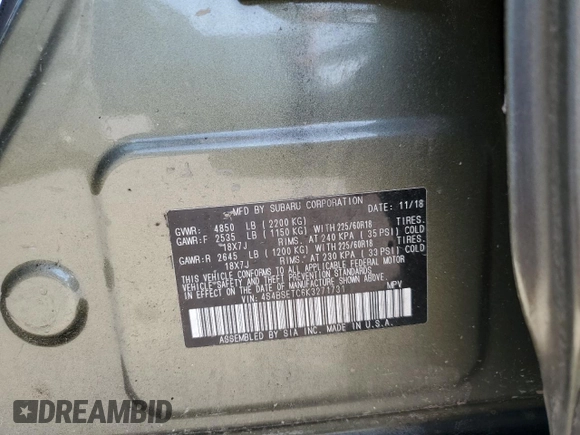 MFD BY SUBARU CORPORATION DATE: 11/18
GVWR: 4850 LB (2200 KG)
GAWR:F 2535 LB (1150 KG) WITH 225/60R18 TIRES.
18X7J RIMS. AT 240 KPA (35 PSI) COLD
GAWR:R 2645 LB (1200 KG) WITH 225/60R18 TIRES.
18X7J RIMS. AT 230 KPA (33 PSI) COLD
THIS VEHICLE CONFORMS TO ALL APPLICABLE FEDERAL MOTOR
VEHICLE SAFETY AND THEFT PREVENTION STANDARDS
IN EFFECT ON THE DATE OF MANUFACTURE SHOWN ABOVE.
VIN: 4S4BSETC6K3271731 MPV
ASSEMBLED BY SIA INC. MADE IN U.S.A.
DREAMBID